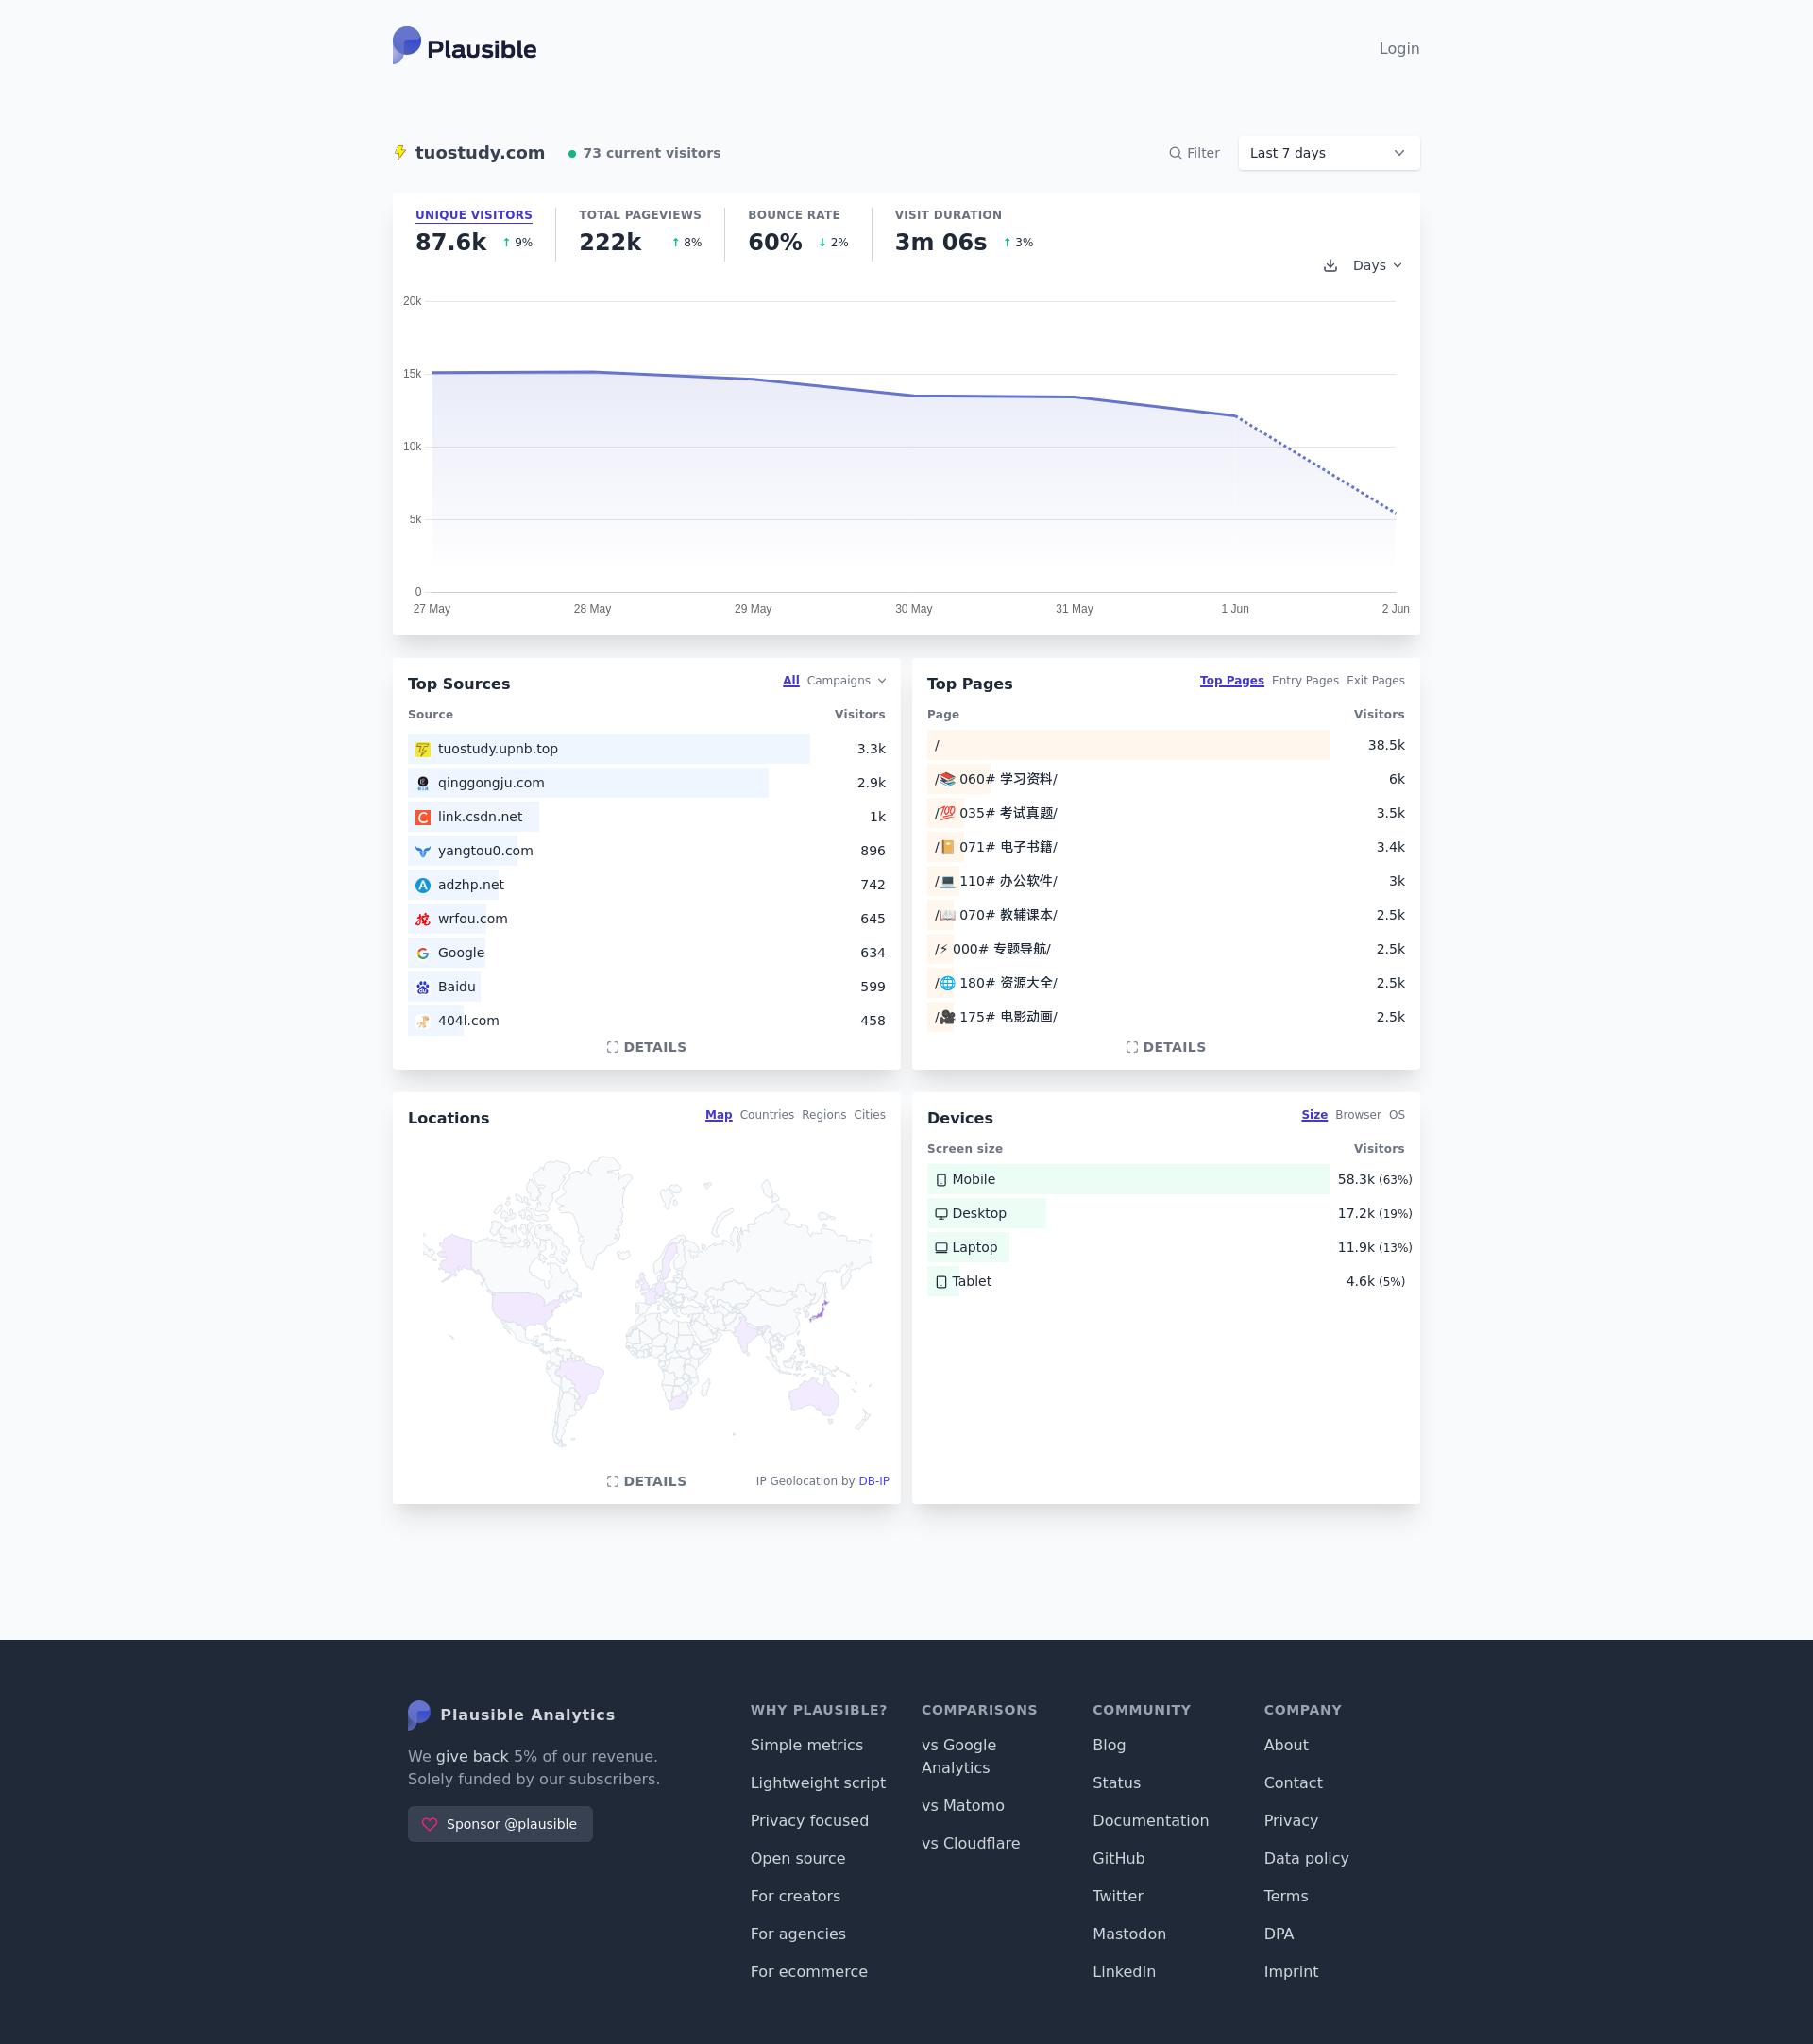 Plausible
Login
tuostudy.com
73 current visitors
Filter
Last 7 days
UNIQUE VISITORS
87.6k ↑ 9%
TOTAL PAGEVIEWS
222k ↑ 8%
BOUNCE RATE
60% ↓ 2%
VISIT DURATION
3m 06s ↑ 3%
Days
20k
15k
10k
5k
0
27 May
28 May
29 May
30 May
31 May
1 Jun
2 Jun
Top Sources
All Campaigns
Source Visitors
tuostudy.upnb.top 3.3k
qinggongju.com 2.9k
link.csdn.net 1k
yangtou0.com 896
adzhp.net 742
wrfou.com 645
Google 634
Baidu 599
404l.com 458
DETAILS
Top Pages
Top Pages Entry Pages Exit Pages
Page Visitors
/ 38.5k
/📚 060# 学习资料/ 6k
/💯 035# 考试真题/ 3.5k
/📔 071# 电子书籍/ 3.4k
/💻 110# 办公软件/ 3k
/📖 070# 教辅课本/ 2.5k
/⚡ 000# 专题导航/ 2.5k
/🌐 180# 资源大全/ 2.5k
/🎥 175# 电影动画/ 2.5k
DETAILS
Locations
Map Countries Regions Cities
DETAILS
IP Geolocation by DB-IP
Devices
Size Browser OS
Screen size Visitors
Mobile 58.3k (63%)
Desktop 17.2k (19%)
Laptop 11.9k (13%)
Tablet 4.6k (5%)
Plausible Analytics
We give back 5% of our revenue.
Solely funded by our subscribers.
Sponsor @plausible
WHY PLAUSIBLE?
Simple metrics
Lightweight script
Privacy focused
Open source
For creators
For agencies
For ecommerce
COMPARISONS
vs Google
Analytics
vs Matomo
vs Cloudflare
COMMUNITY
Blog
Status
Documentation
GitHub
Twitter
Mastodon
LinkedIn
COMPANY
About
Contact
Privacy
Data policy
Terms
DPA
Imprint